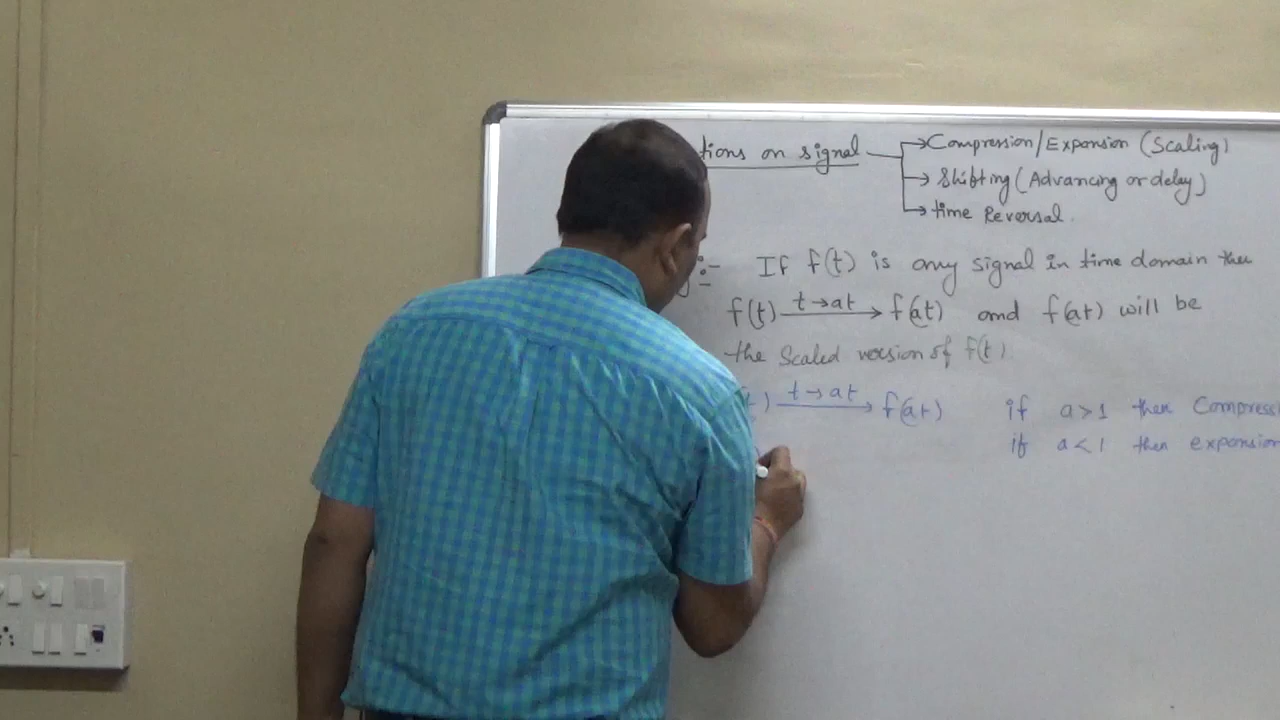 tions on signal → Compression/Expansion (Scaling)
→ Shifting (Advancing or delay)
→ time Reversal.
:- If f(t) is any signal in time domain then
f(t) t→at f(at) and f(at) will be
the Scaled version of f(t)
t) t→at f(at) if a>1 then Compressi
if a<1 then expansion